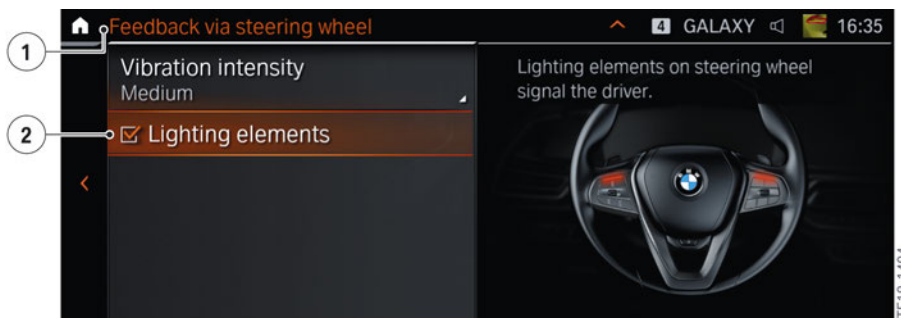 Feedback via steering wheel
4 GALAXY 16:35
1
Vibration intensity
Medium
Lighting elements on steering wheel
signal the driver.
2
Lighting elements
BMW